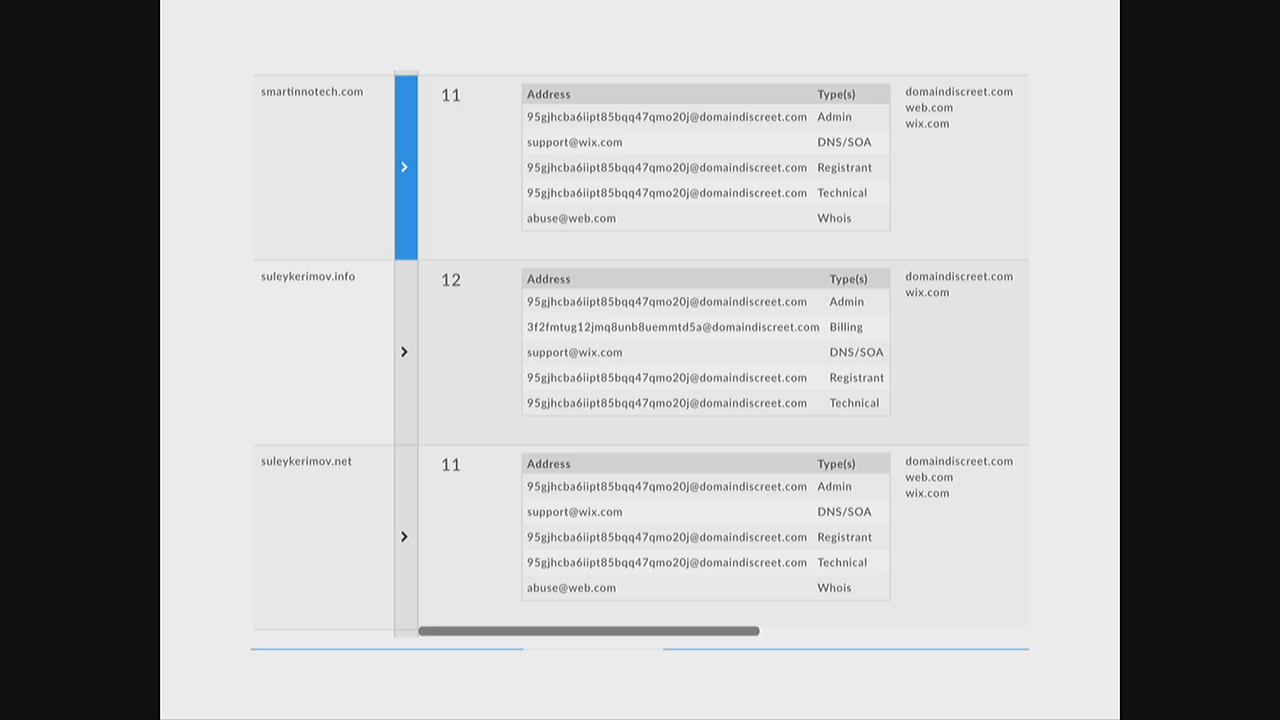 smartinnotech.com 11 Address Type(s) domaindiscreet.com
95gjhcba6iipt85bqq47qmo20j@domaindiscreet.com Admin web.com
support@wix.com DNS/SOA wix.com
95gjhcba6iipt85bqq47qmo20j@domaindiscreet.com Registrant
95gjhcba6iipt85bqq47qmo20j@domaindiscreet.com Technical
abuse@web.com Whois
suleykerimov.info 12 Address Type(s) domaindiscreet.com
95gjhcba6iipt85bqq47qmo20j@domaindiscreet.com Admin wix.com
3f2fmtug12jmq8unb8uemmtd5a@domaindiscreet.com Billing
support@wix.com DNS/SOA
95gjhcba6iipt85bqq47qmo20j@domaindiscreet.com Registrant
95gjhcba6iipt85bqq47qmo20j@domaindiscreet.com Technical
suleykerimov.net 11 Address Type(s) domaindiscreet.com
95gjhcba6iipt85bqq47qmo20j@domaindiscreet.com Admin web.com
support@wix.com DNS/SOA wix.com
95gjhcba6iipt85bqq47qmo20j@domaindiscreet.com Registrant
95gjhcba6iipt85bqq47qmo20j@domaindiscreet.com Technical
abuse@web.com Whois